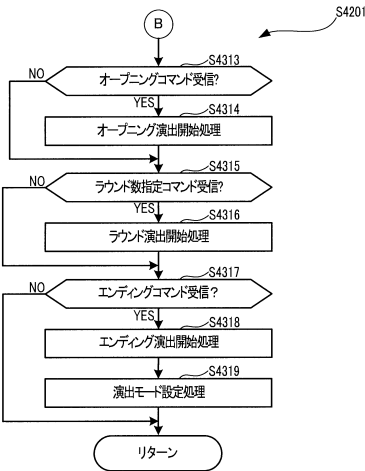 S4201
B
S4313
NO
オープニングコマンド受信?
YES
S4314
オープニング演出開始処理
S4315
NO
ラウンド数指定コマンド受信?
YES
S4316
ラウンド演出開始処理
S4317
NO
エンディングコマンド受信？
YES
S4318
エンディング演出開始処理
S4319
演出モード設定処理
リターン